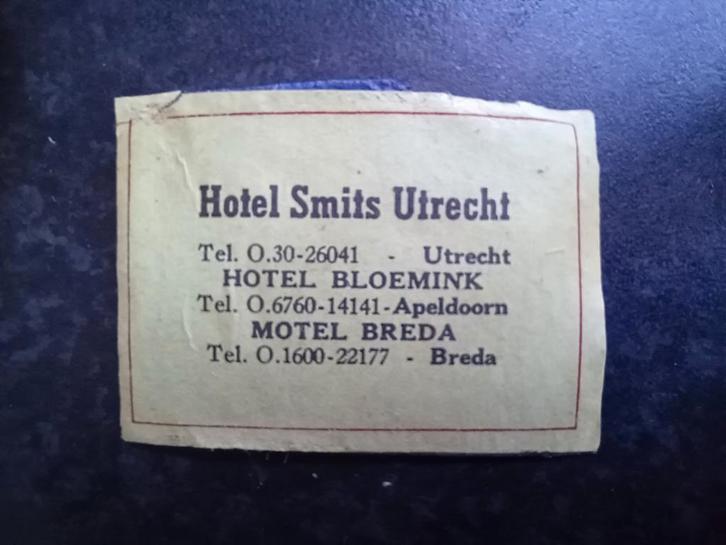 Hotel Smits Utrecht
Tel. O.30-26041 - Utrecht
HOTEL BLOEMINK
Tel. O.6760-14141-Apeldoorn
MOTEL BREDA
Tel. O.1600-22177 - Breda